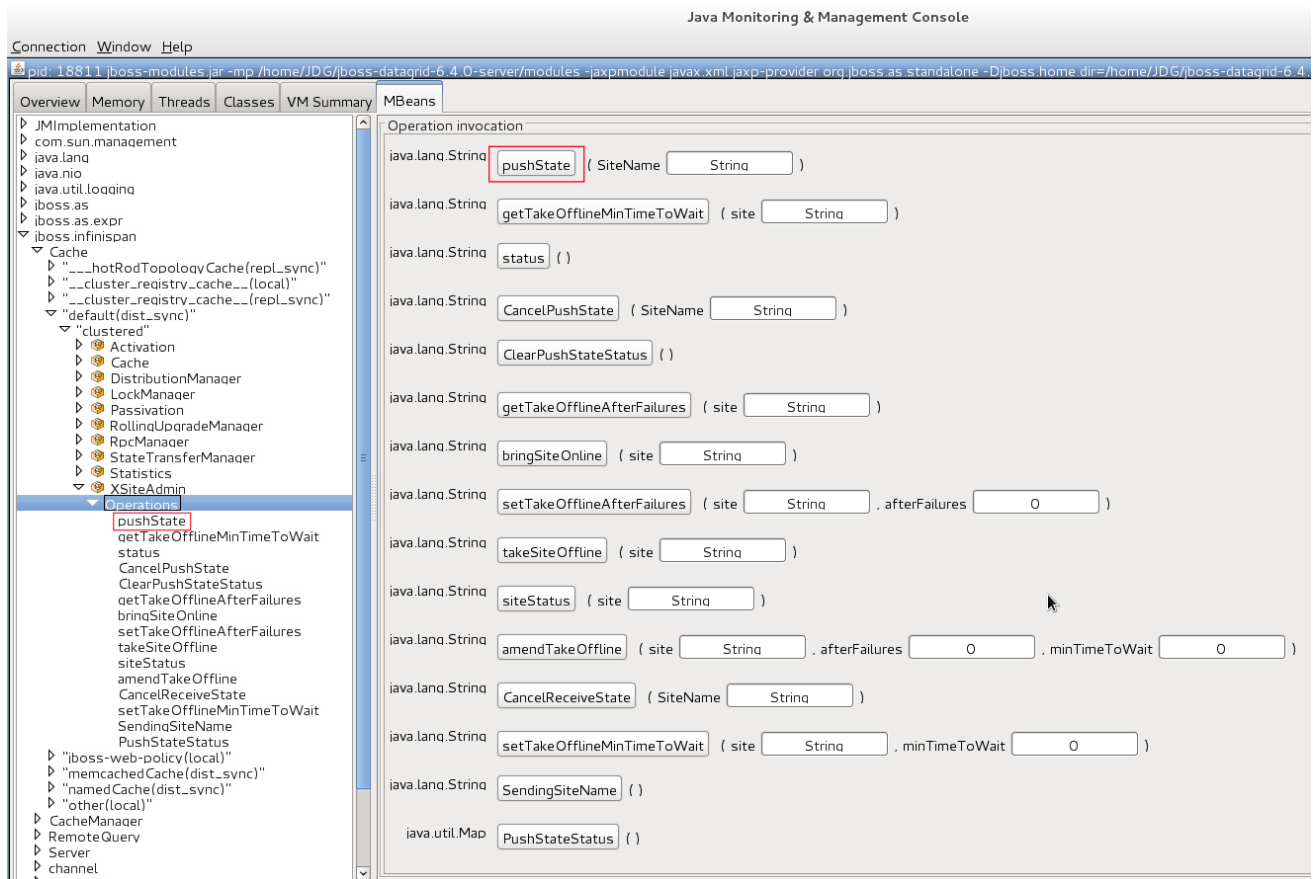 Java Monitoring & Management Console
Connection Window Help
pid: 18811 jboss-modules.jar -mp /home/JDG/jboss-datagrid-6.4.0-server/modules -jaxpmodule javax.xml.jaxp-provider org.jboss.as.standalone -Djboss.home.dir=/home/JDG/jboss-datagrid-6.4.
Overview Memory Threads Classes VM Summary MBeans
JMImplementation
com.sun.management
java.lang
java.nio
java.util.logging
jboss.as
jboss.as.expr
jboss.infinispan
Cache
"___hotRodTopologyCache(repl_sync)"
"__cluster_registry_cache__(local)"
"__cluster_registry_cache__(repl_sync)"
"default(dist_sync)"
"clustered"
Activation
Cache
DistributionManager
LockManager
Passivation
RollingUpgradeManager
RpcManager
StateTransferManager
Statistics
XSiteAdmin
Operations
pushState
getTakeOfflineMinTimeToWait
status
CancelPushState
ClearPushStateStatus
getTakeOfflineAfterFailures
bringSiteOnline
setTakeOfflineAfterFailures
takeSiteOffline
siteStatus
amendTakeOffline
CancelReceiveState
setTakeOfflineMinTimeToWait
SendingSiteName
PushStateStatus
"jboss-web-policy(local)"
"memcachedCache(dist_sync)"
"namedCache(dist_sync)"
"other(local)"
CacheManager
RemoteQuery
Server
channel
Operation invocation
java.lang.String pushState ( SiteName String )
java.lang.String getTakeOfflineMinTimeToWait ( site String )
java.lang.String status ( )
java.lang.String CancelPushState ( SiteName String )
java.lang.String ClearPushStateStatus ( )
java.lang.String getTakeOfflineAfterFailures ( site String )
java.lang.String bringSiteOnline ( site String )
java.lang.String setTakeOfflineAfterFailures ( site String , afterFailures 0 )
java.lang.String takeSiteOffline ( site String )
java.lang.String siteStatus ( site String )
java.lang.String amendTakeOffline ( site String , afterFailures 0 , minTimeToWait 0 )
java.lang.String CancelReceiveState ( SiteName String )
java.lang.String setTakeOfflineMinTimeToWait ( site String , minTimeToWait 0 )
java.lang.String SendingSiteName ( )
java.util.Map PushStateStatus ( )